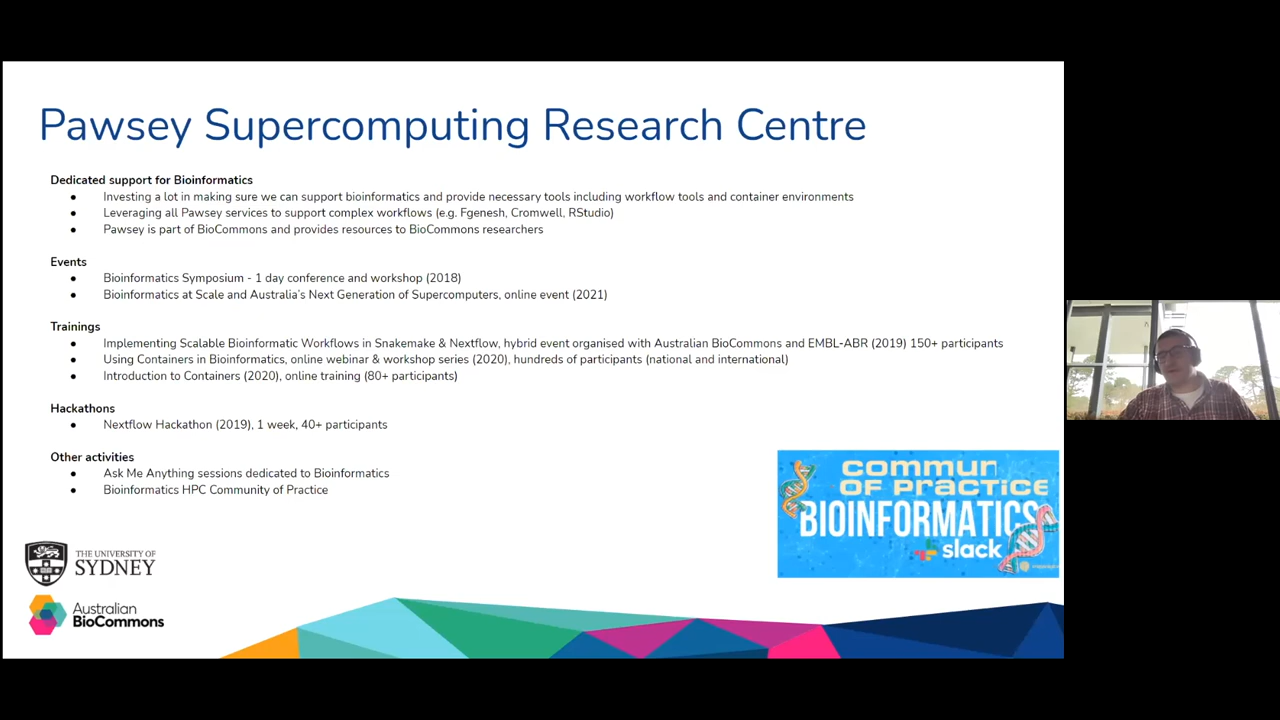 Pawsey Supercomputing Research Centre
Dedicated support for Bioinformatics
● Investing a lot in making sure we can support bioinformatics and provide necessary tools including workflow tools and container environments
● Leveraging all Pawsey services to support complex workflows (e.g. Fgenesh, Cromwell, RStudio)
● Pawsey is part of BioCommons and provides resources to BioCommons researchers
Events
● Bioinformatics Symposium - 1 day conference and workshop (2018)
● Bioinformatics at Scale and Australia's Next Generation of Supercomputers, online event (2021)
Trainings
● Implementing Scalable Bioinformatic Workflows in Snakemake & Nextflow, hybrid event organised with Australian BioCommons and EMBL-ABR (2019) 150+ participants
● Using Containers in Bioinformatics, online webinar & workshop series (2020), hundreds of participants (national and international)
● Introduction to Containers (2020), online training (80+ participants)
Hackathons
● Nextflow Hackathon (2019), 1 week, 40+ participants
Other activities
● Ask Me Anything sessions dedicated to Bioinformatics
● Bioinformatics HPC Community of Practice
commun
OF PRACTICE
BIOINFORMATICS
slack
THE UNIVERSITY OF
SYDNEY
Australian
BioCommons